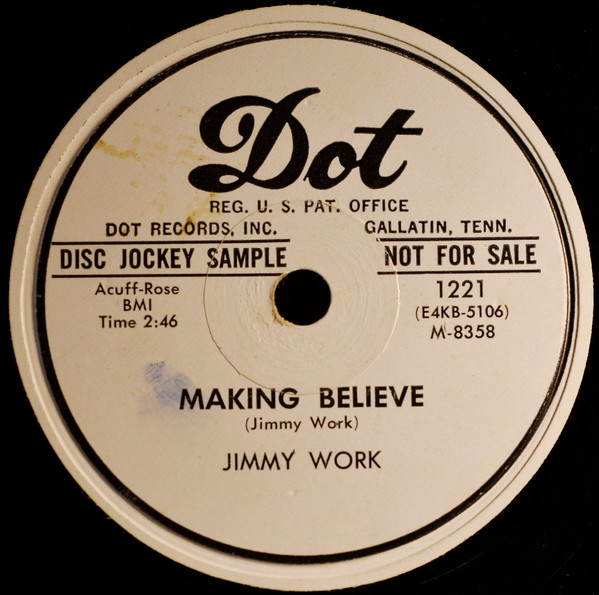 Dot
REG. U. S. PAT. OFFICE
DOT RECORDS, INC. GALLATIN, TENN.
DISC JOCKEY SAMPLE NOT FOR SALE
Acuff-Rose
BMI
Time 2:46
1221
(E4KB-5106)
M-8358
MAKING BELIEVE
(Jimmy Work)
JIMMY WORK